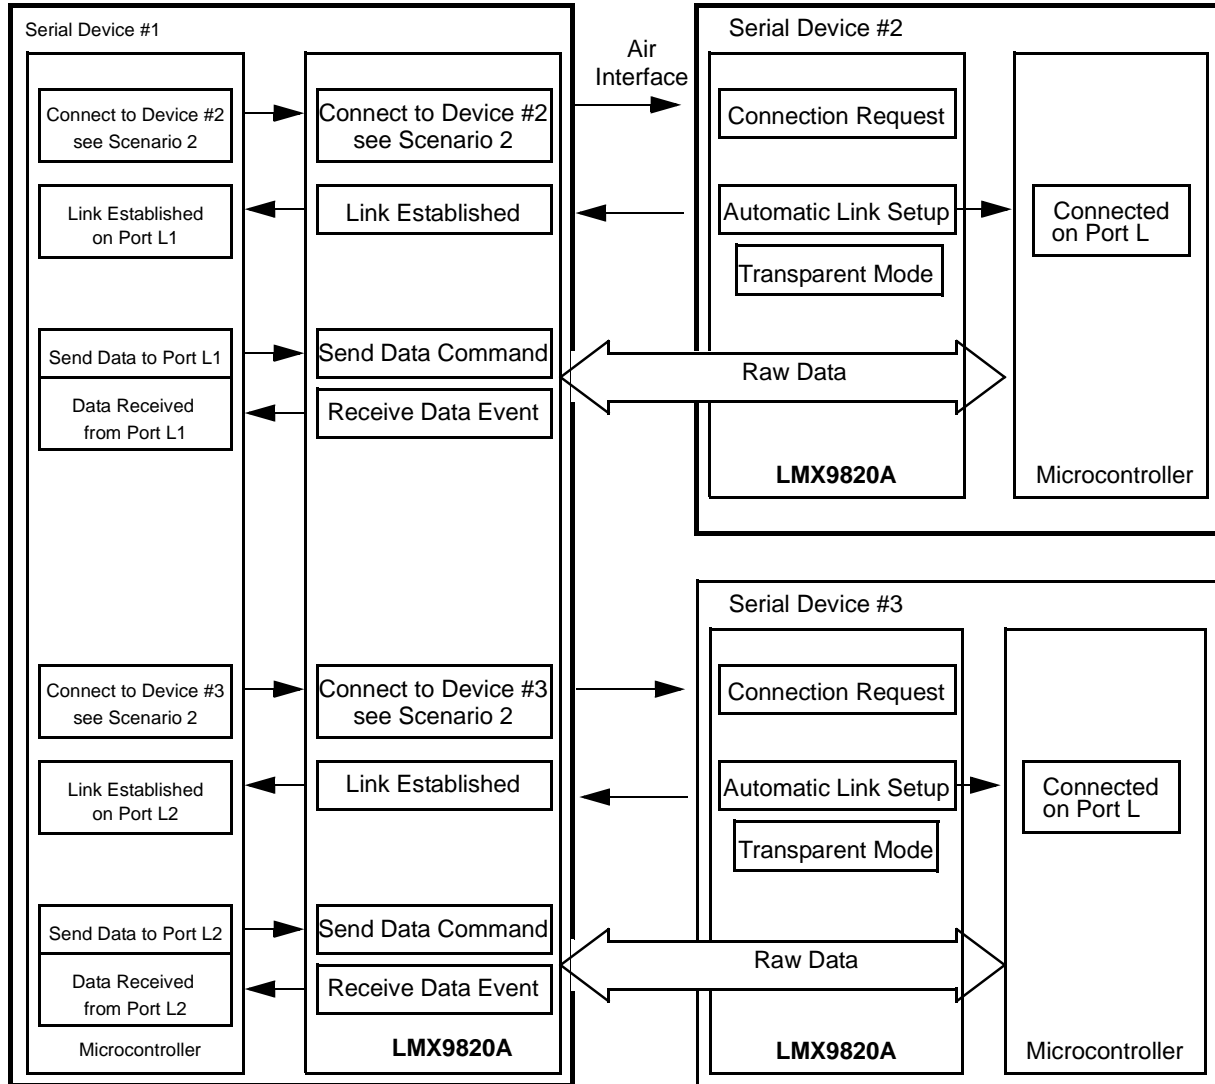 Serial Device #1
Connect to Device #2
see Scenario 2
Connect to Device #2
see Scenario 2
Link Established
on Port L1
Link Established
Send Data to Port L1
Send Data Command
Data Received
from Port L1
Receive Data Event
Connect to Device #3
see Scenario 2
Connect to Device #3
see Scenario 2
Link Established
on Port L2
Link Established
Send Data to Port L2
Send Data Command
Data Received
from Port L2
Receive Data Event
Microcontroller
LMX9820A
Air
Interface
Serial Device #2
Connection Request
Automatic Link Setup
Connected
on Port L
Transparent Mode
Raw Data
LMX9820A
Microcontroller
Serial Device #3
Connection Request
Automatic Link Setup
Connected
on Port L
Transparent Mode
Raw Data
LMX9820A
Microcontroller